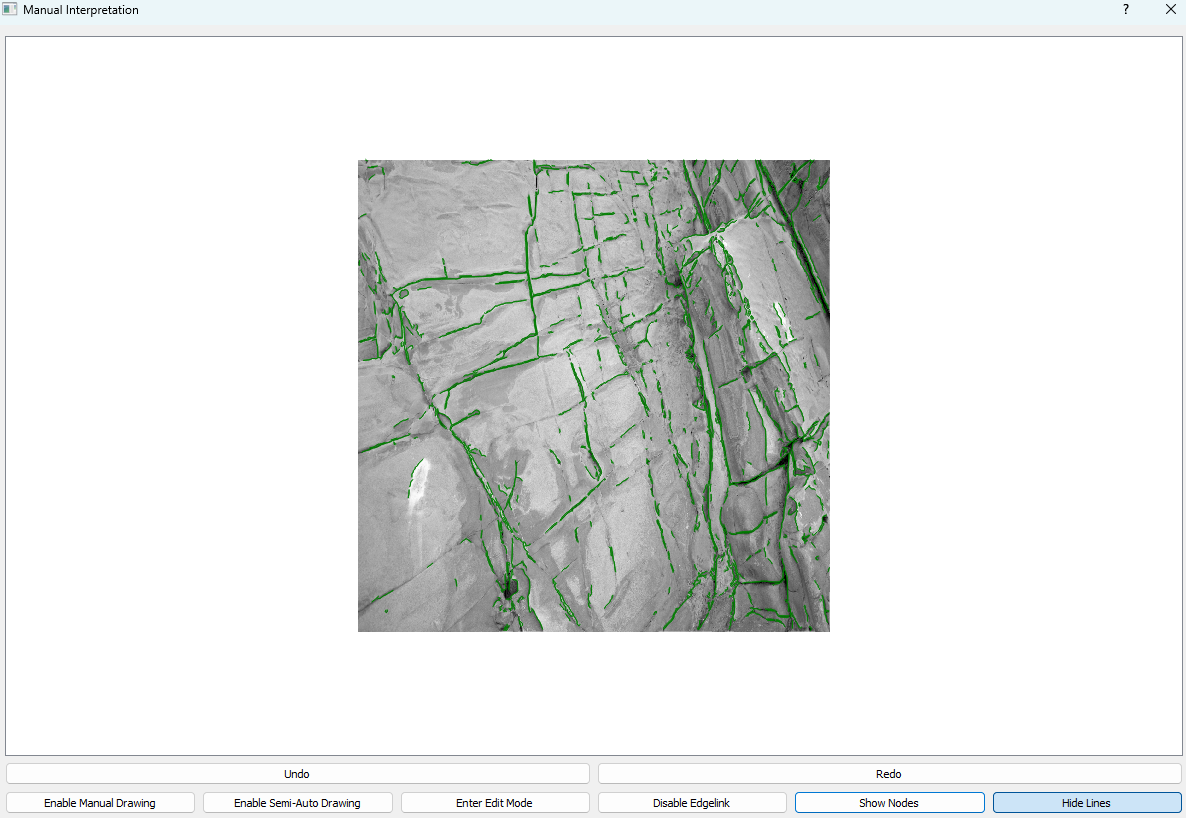 Manual Interpretation
Undo
Redo
Enable Manual Drawing
Enable Semi-Auto Drawing
Enter Edit Mode
Disable Edgelink
Show Nodes
Hide Lines